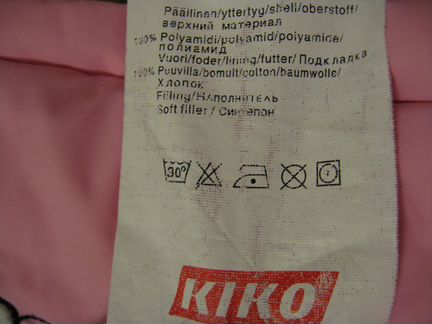 Päällinen/yttertyg/shell/oberstoff/
верхний материал
100% Polyamidi/polyamid/polyamide/
полиамид
Vuori/foder/lining/futter/ Подкладка
100% Puuvilla/bomull/cotton/baumwolle/
Хлопок
Filling/Наполнитель
Soft filler / Синтепон
30°
KIKO®